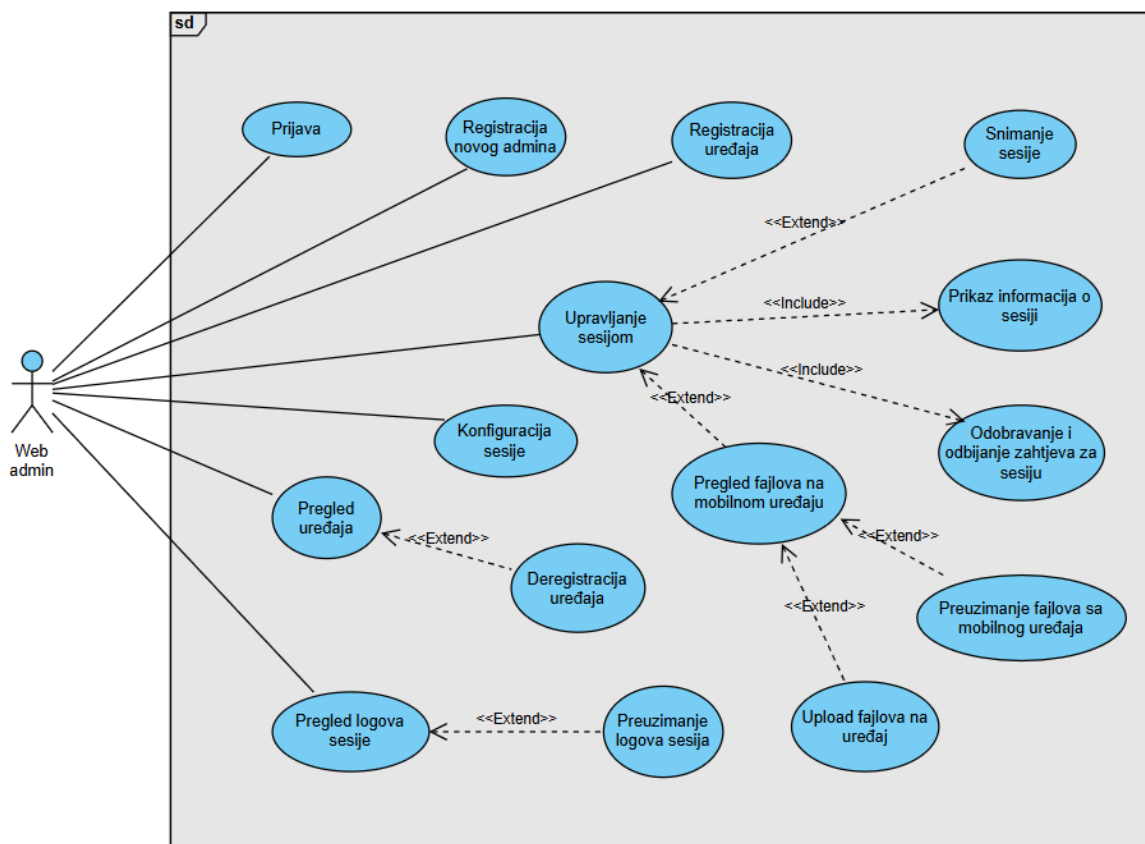 sd
Prijava
Registracija
novog admina
Registracija
uređaja
Snimanje
sesije
<<Extend>>
Upravljanje
sesijom
<<Include>>
Prikaz informacija o
sesiji
<<Include>>
Web
admin
<<Extend>>
Konfiguracija
sesije
Odobravanje i
odbijanje zahtjeva za
sesiju
Pregled
uređaja
Pregled fajlova na
mobilnom uređaju
<<Extend>>
<<Extend>>
Deregistracija
uređaja
<<Extend>>
Preuzimanje fajlova sa
mobilnog uređaja
Pregled logova
sesije
<<Extend>>
Preuzimanje
logova sesija
Upload fajlova na
uređaj